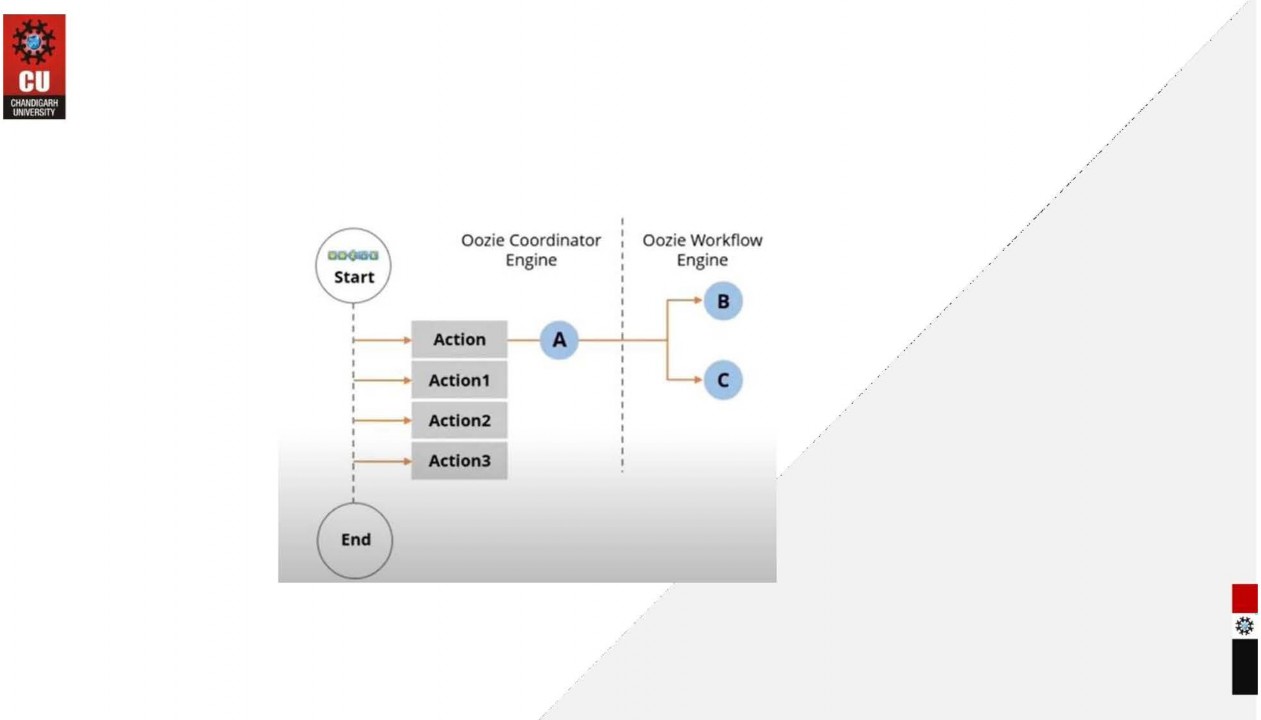 CU
CHANDIGARH
UNIVERSITY
Oozie Coordinator
Engine
Oozie Workflow
Engine
Start
B
Action
A
Action1
C
Action2
Action3
End